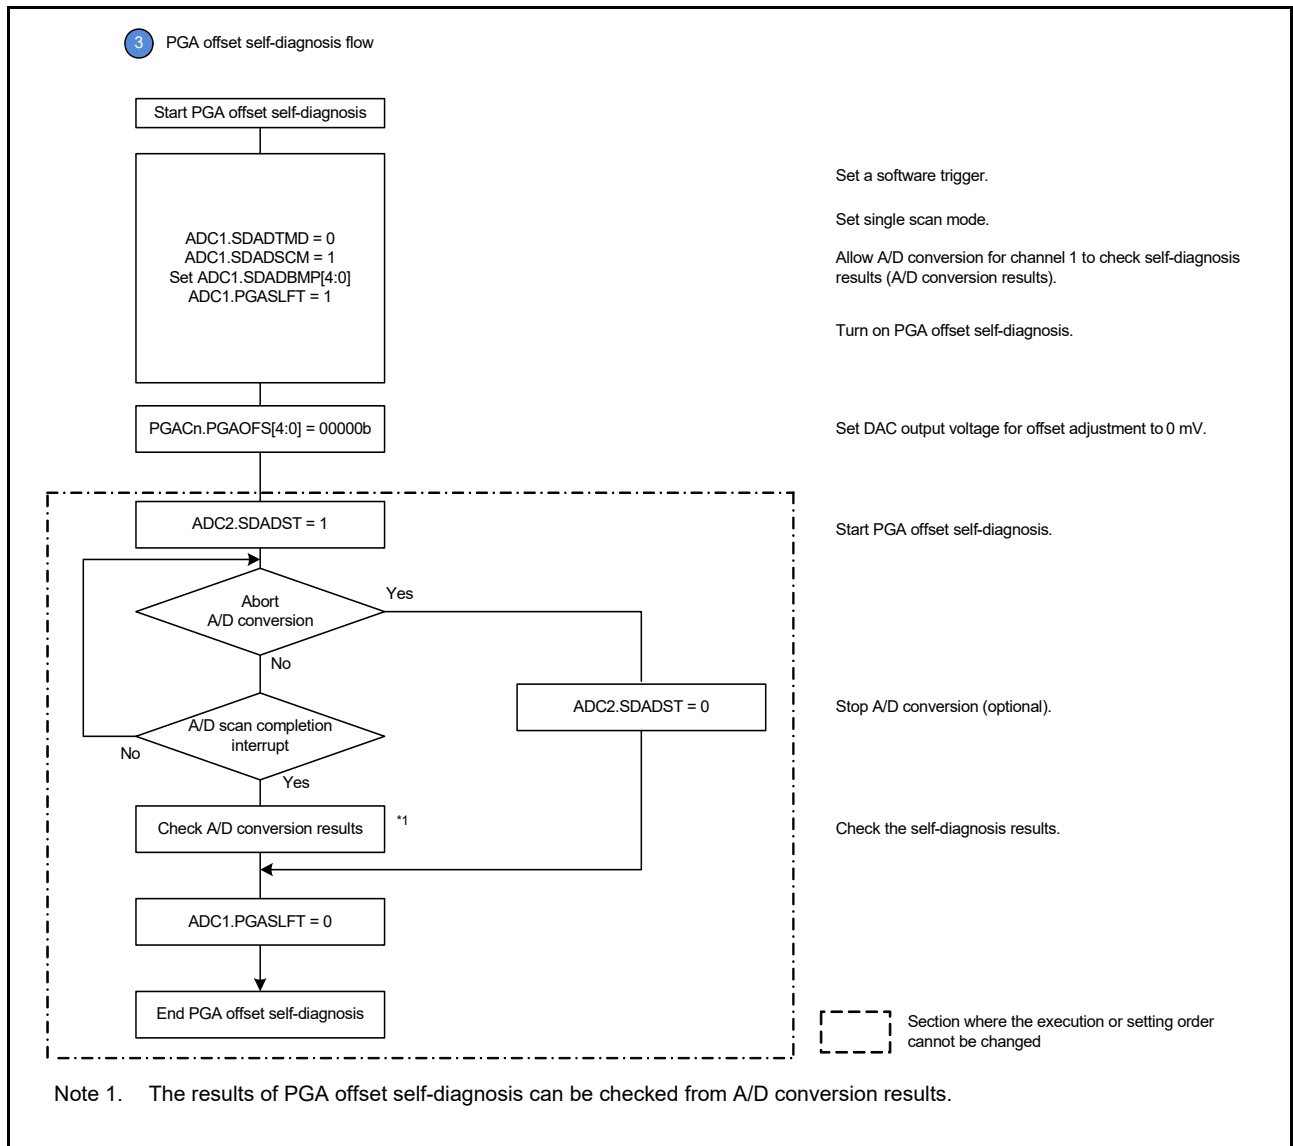 3 PGA offset self-diagnosis flow
Start PGA offset self-diagnosis
ADC1.SDADTMD = 0
ADC1.SDADSCM = 1
Set ADC1.SDADBMP[4:0]
ADC1.PGASLFT = 1
Set a software trigger.
Set single scan mode.
Allow A/D conversion for channel 1 to check self-diagnosis
results (A/D conversion results).
Turn on PGA offset self-diagnosis.
PGACn.PGAOFS[4:0] = 00000b
Set DAC output voltage for offset adjustment to 0 mV.
ADC2.SDADST = 1
Start PGA offset self-diagnosis.
Abort
A/D conversion
Yes
No
ADC2.SDADST = 0
Stop A/D conversion (optional).
A/D scan completion
interrupt
No
Yes
Check A/D conversion results
*1
Check the self-diagnosis results.
ADC1.PGASLFT = 0
End PGA offset self-diagnosis
Section where the execution or setting order
cannot be changed
Note 1. The results of PGA offset self-diagnosis can be checked from A/D conversion results.